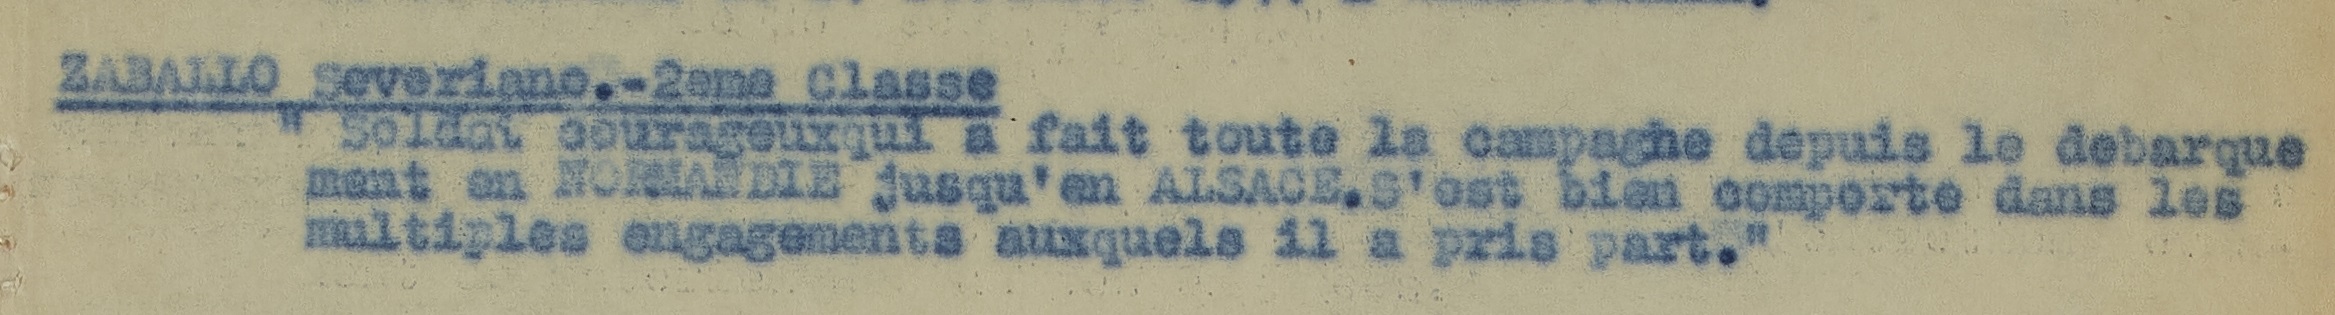 ZABALLO Severiano.-2eme Classe
" Soldat courageuxqui a fait toute la campagne depuis le debarque
ment en NORMANDIE jusqu'en ALSACE.S'est bien comporte dans les
multiples engagements auxquels il a pris part."